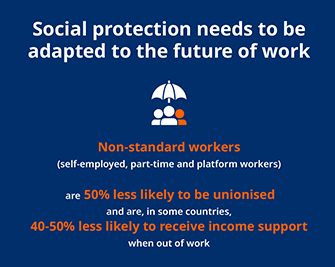 Social protection needs to be
adapted to the future of work
Non-standard workers
(self-employed, part-time and platform workers)
are 50% less likely to be unionised
and are, in some countries,
40-50% less likely to receive income support
when out of work